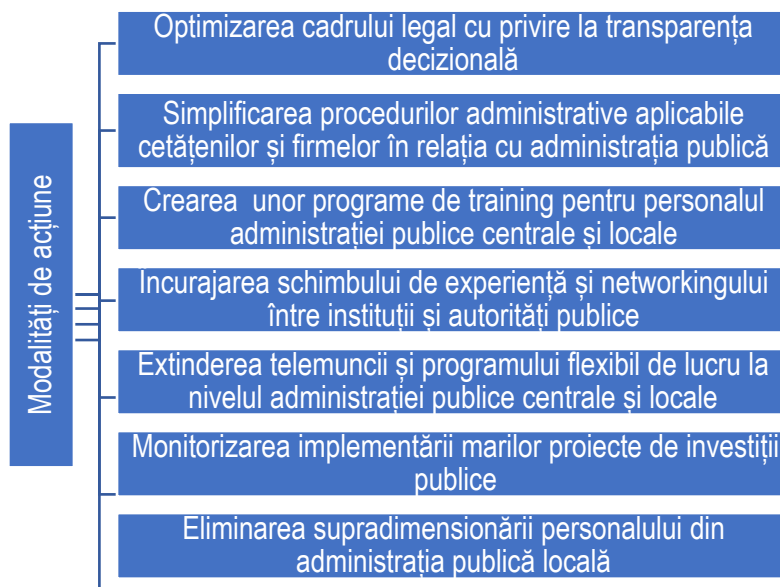 Modalități de acțiune
Optimizarea cadrului legal cu privire la transparența
decizională
Simplificarea procedurilor administrative aplicabile
cetățenilor și firmelor în relația cu administrația publică
Crearea unor programe de training pentru personalul
administrației publice centrale și locale
Incurajarea schimbului de experiență și networkingului
între instituții și autorități publice
Extinderea telemuncii și programului flexibil de lucru la
nivelul administrației publice centrale și locale
Monitorizarea implementării marilor proiecte de investiții
publice
Eliminarea supradimensionării personalului din
administrația publică locală